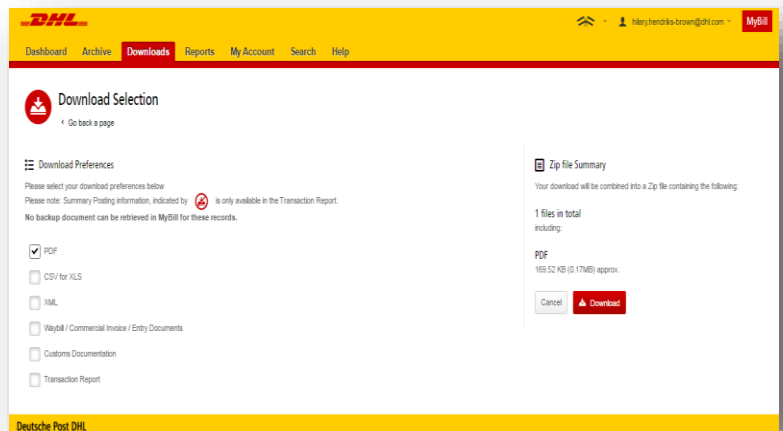 DHL
hilary.hendriks-brown@dhl.com
MyBill
Dashboard Archive Downloads Reports My Account Search Help
Download Selection
Go back a page
Download Preferences
Please select your download preferences below
Please note: Summary Posting information, indicated by is only available in the Transaction Report.
No backup document can be retrieved in MyBill for these records.
PDF
CSV for XLS
XML
Waybill / Commercial Invoice / Entry Documents
Customs Documentation
Transaction Report
Zip file Summary
Your download will be combined into a Zip file containing the following:
1 files in total
including:
PDF
169.52 KB (0.17MB) approx.
Cancel Download
Deutsche Post DHL